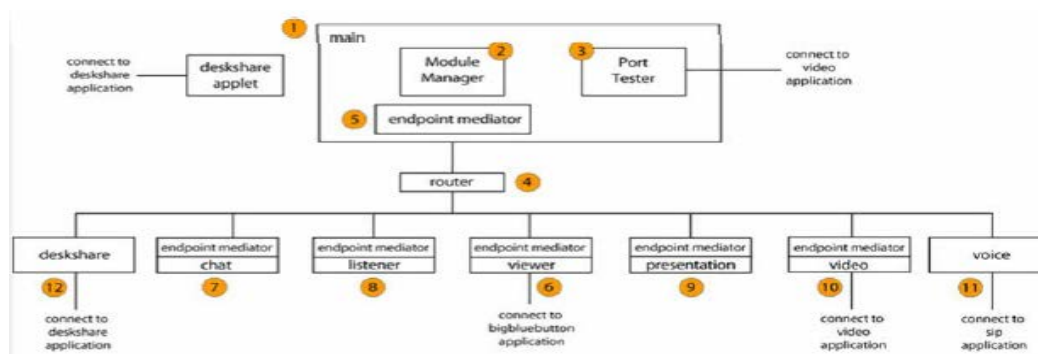 1
main
connect to
deskshare
application
deskshare
applet
2
Module
Manager
3
Port
Tester
connect to
video
application
5
endpoint mediator
router
4
deskshare
endpoint mediator
chat
endpoint mediator
listener
endpoint mediator
viewer
endpoint mediator
presentation
endpoint mediator
video
voice
12
7
8
6
9
10
11
connect to
deskshare
application
connect to
bigbluebutton
application
connect to
video
application
connect to
sip
application